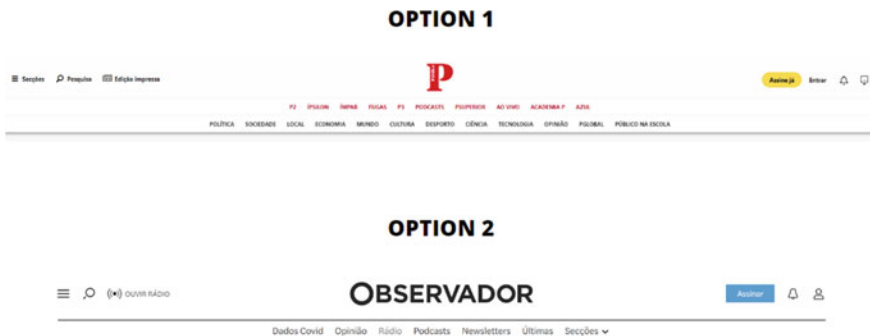 OPTION 1
Secções Pesquisa Edição impressa P Assine já Entrar
P2 ÍPSILON ÍMPAR FUGAS P3 PODCASTS PSUPERIOR AO VIVO ACADEMIA P AZUL
POLÍTICA SOCIEDADE LOCAL ECONOMIA MUNDO CULTURA DESPORTO CIÊNCIA TECNOLOGIA OPINIÃO PGLOBAL PÚBLICO NA ESCOLA
OPTION 2
OUVIR RÁDIO OBSERVADOR Assinar
Dados Covid Opinião Rádio Podcasts Newsletters Últimas Secções